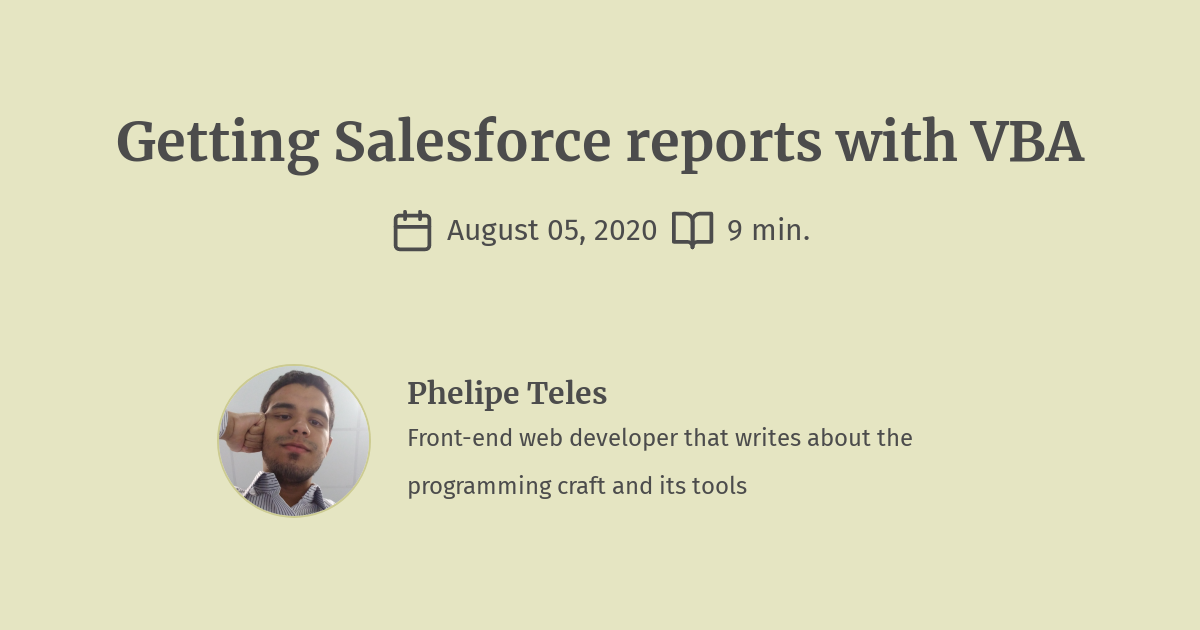 Getting Salesforce reports with VBA
August 05, 2020 9 min.
Phelipe Teles
Front-end web developer that writes about the
programming craft and its tools